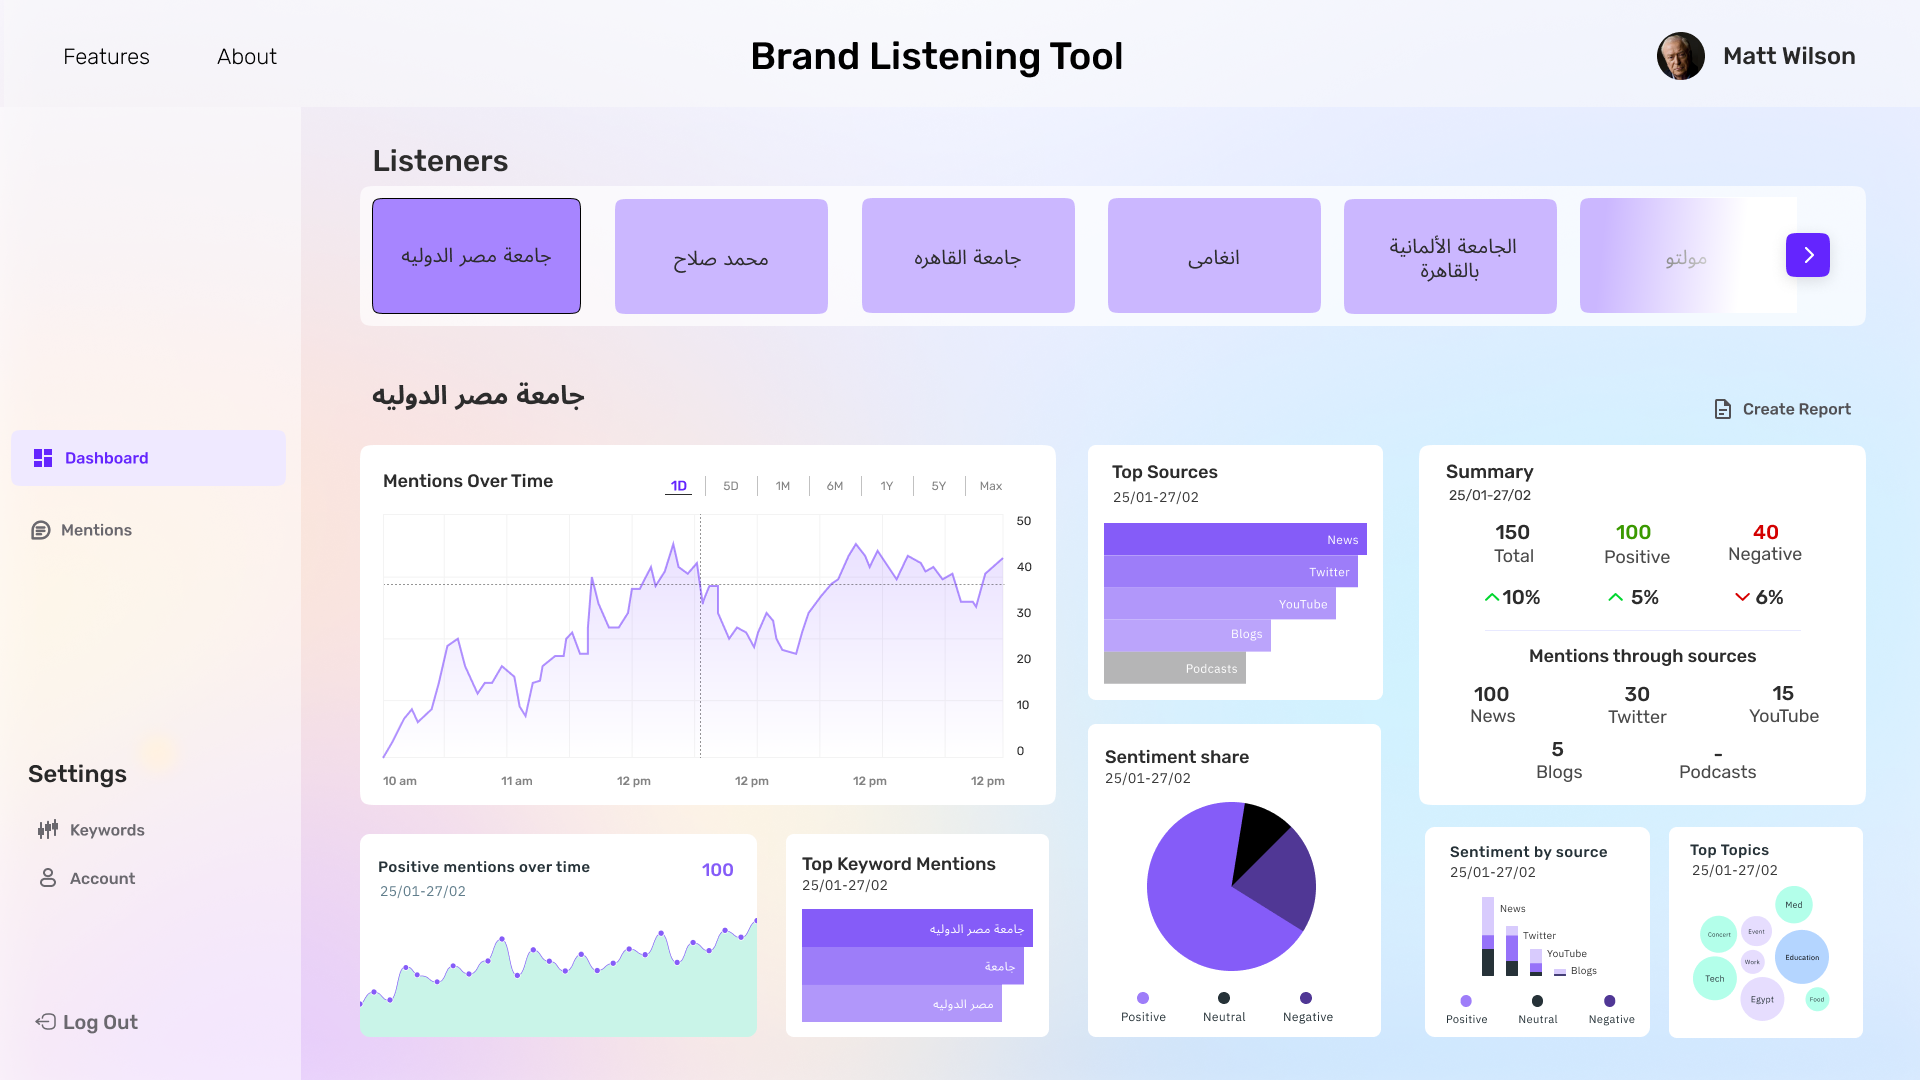 Features
About
Brand Listening Tool
Matt Wilson
Listeners
جامعة مصر الدوليه
محمد صلاح
جامعة القاهره
انغامى
الجامعة الألمانية
بالقاهرة
مولتو
Dashboard
Mentions
Settings
Keywords
Account
Log Out
جامعة مصر الدوليه
Create Report
Mentions Over Time
1D
5D
1M
6M
1Y
5Y
Max
50
40
30
20
10
0
10 am
11 am
12 pm
12 pm
12 pm
12 pm
Top Sources
25/01-27/02
News
Twitter
YouTube
Blogs
Podcasts
Summary
25/01-27/02
150
Total
100
Positive
40
Negative
10%
5%
6%
Mentions through sources
100
News
30
Twitter
15
YouTube
5
Blogs
-
Podcasts
Positive mentions over time
100
25/01-27/02
Top Keyword Mentions
25/01-27/02
جامعة مصر الدوليه
جامعة
مصر الدوليه
Sentiment share
25/01-27/02
Positive
Neutral
Negative
Sentiment by source
25/01-27/02
News
Twitter
YouTube
Blogs
Positive
Neutral
Negative
Top Topics
25/01-27/02
Med
Concert
Event
Education
Work
Tech
Egypt
Food